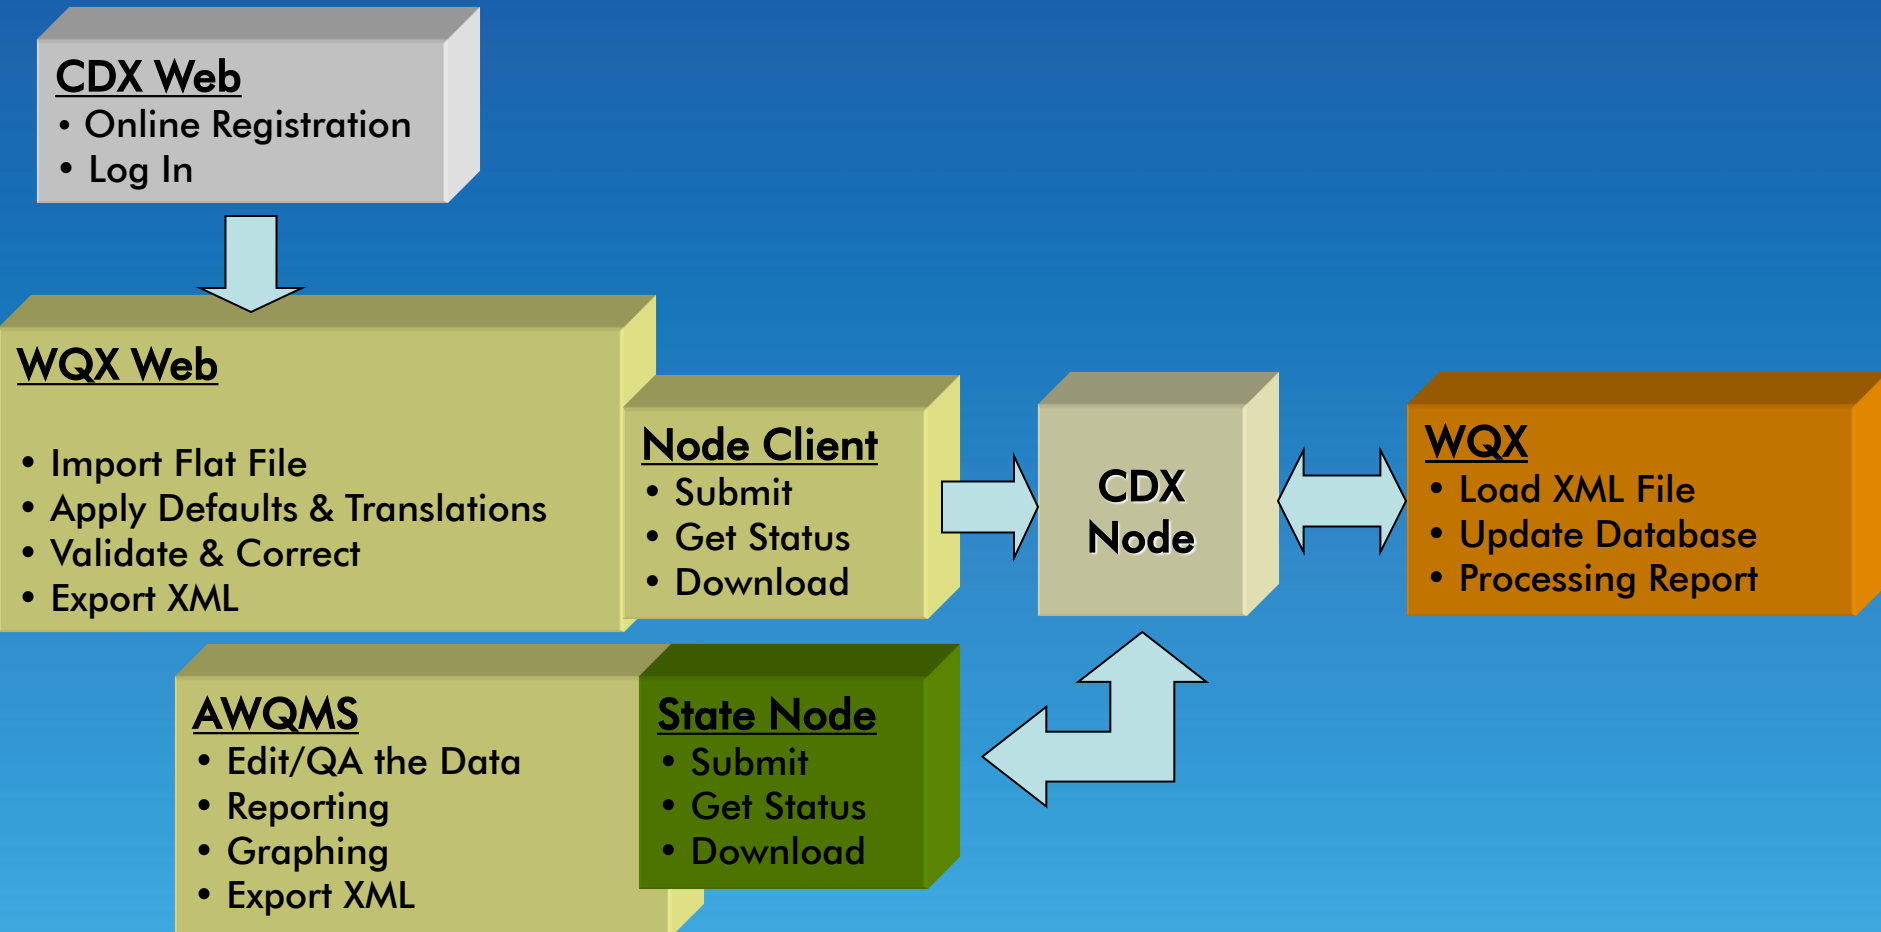 CDX Web
• Online Registration
• Log In
WQX Web
• Import Flat File
• Apply Defaults & Translations
• Validate & Correct
• Export XML
Node Client
• Submit
• Get Status
• Download
CDX
Node
WQX
• Load XML File
• Update Database
• Processing Report
AWQMS
• Edit/QA the Data
• Reporting
• Graphing
• Export XML
State Node
• Submit
• Get Status
• Download